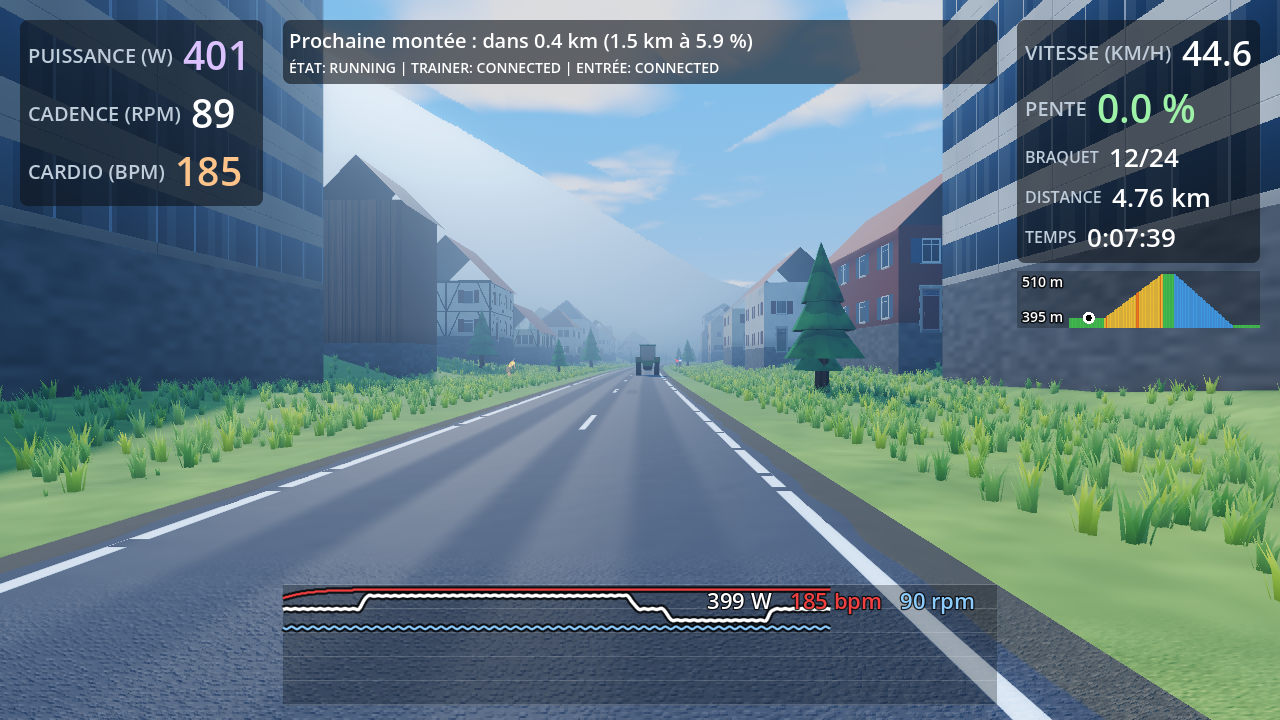 PUISSANCE (W) 401
CADENCE (RPM) 89
CARDIO (BPM) 185
Prochaine montée : dans 0.4 km (1.5 km à 5.9 %)
ÉTAT: RUNNING | TRAINER: CONNECTED | ENTRÉE: CONNECTED
VITESSE (KM/H) 44.6
PENTE 0.0 %
BRAQUET 12/24
DISTANCE 4.76 km
TEMPS 0:07:39
510 m
395 m
399 W 185 bpm 90 rpm